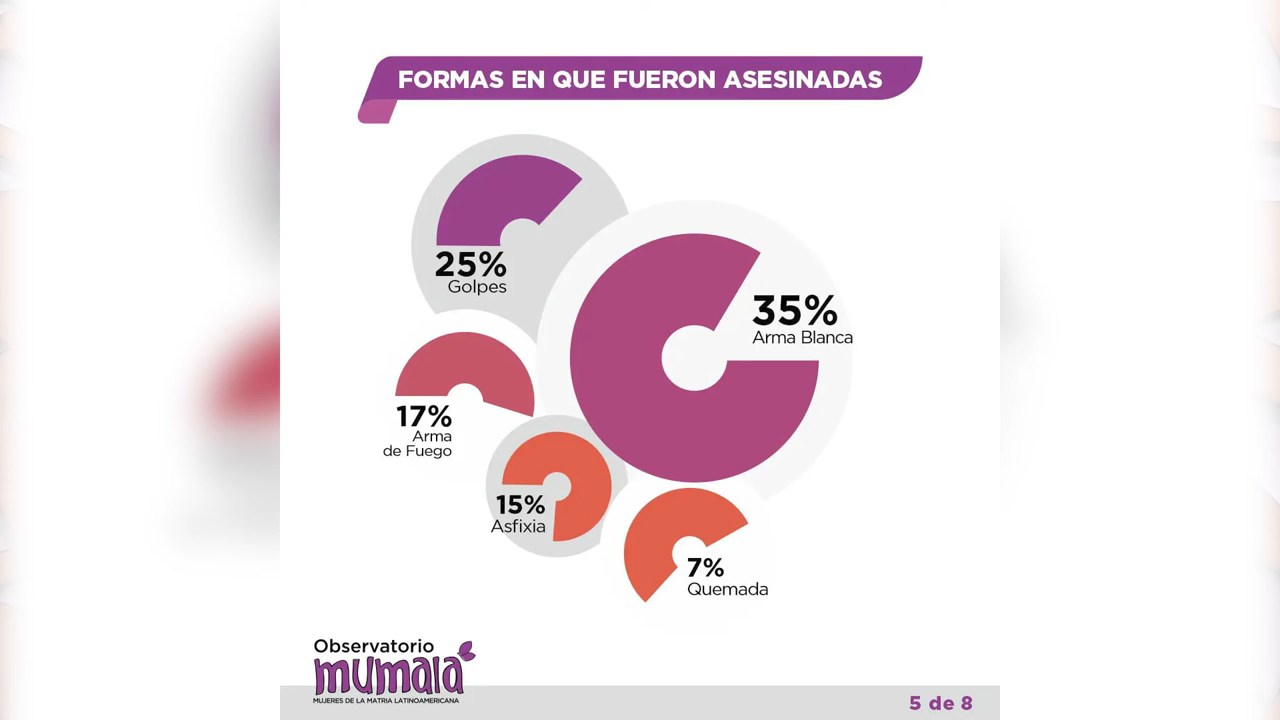 FORMAS EN QUE FUERON ASESINADAS
25%
Golpes
35%
Arma Blanca
17%
Arma
de Fuego
15%
Asfixia
7%
Quemada
Observatorio
mumala
MUJERES DE LA MATRIA LATINOAMERICANA
5 de 8